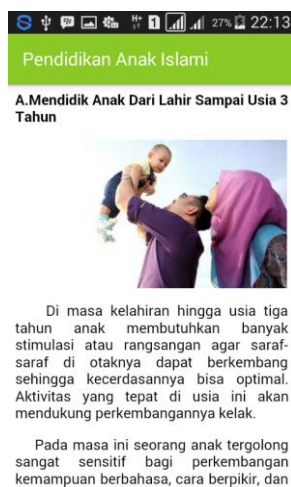 27% 22:13
Pendidikan Anak Islami
A.Mendidik Anak Dari Lahir Sampai Usia 3
Tahun
Di masa kelahiran hingga usia tiga
tahun anak membutuhkan banyak
stimulasi atau rangsangan agar saraf-
saraf di otaknya dapat berkembang
sehingga kecerdasannya bisa optimal.
Aktivitas yang tepat di usia ini akan
mendukung perkembangannya kelak.
Pada masa ini seorang anak tergolong
sangat sensitif bagi perkembangan
kemampuan berbahasa, cara berpikir, dan